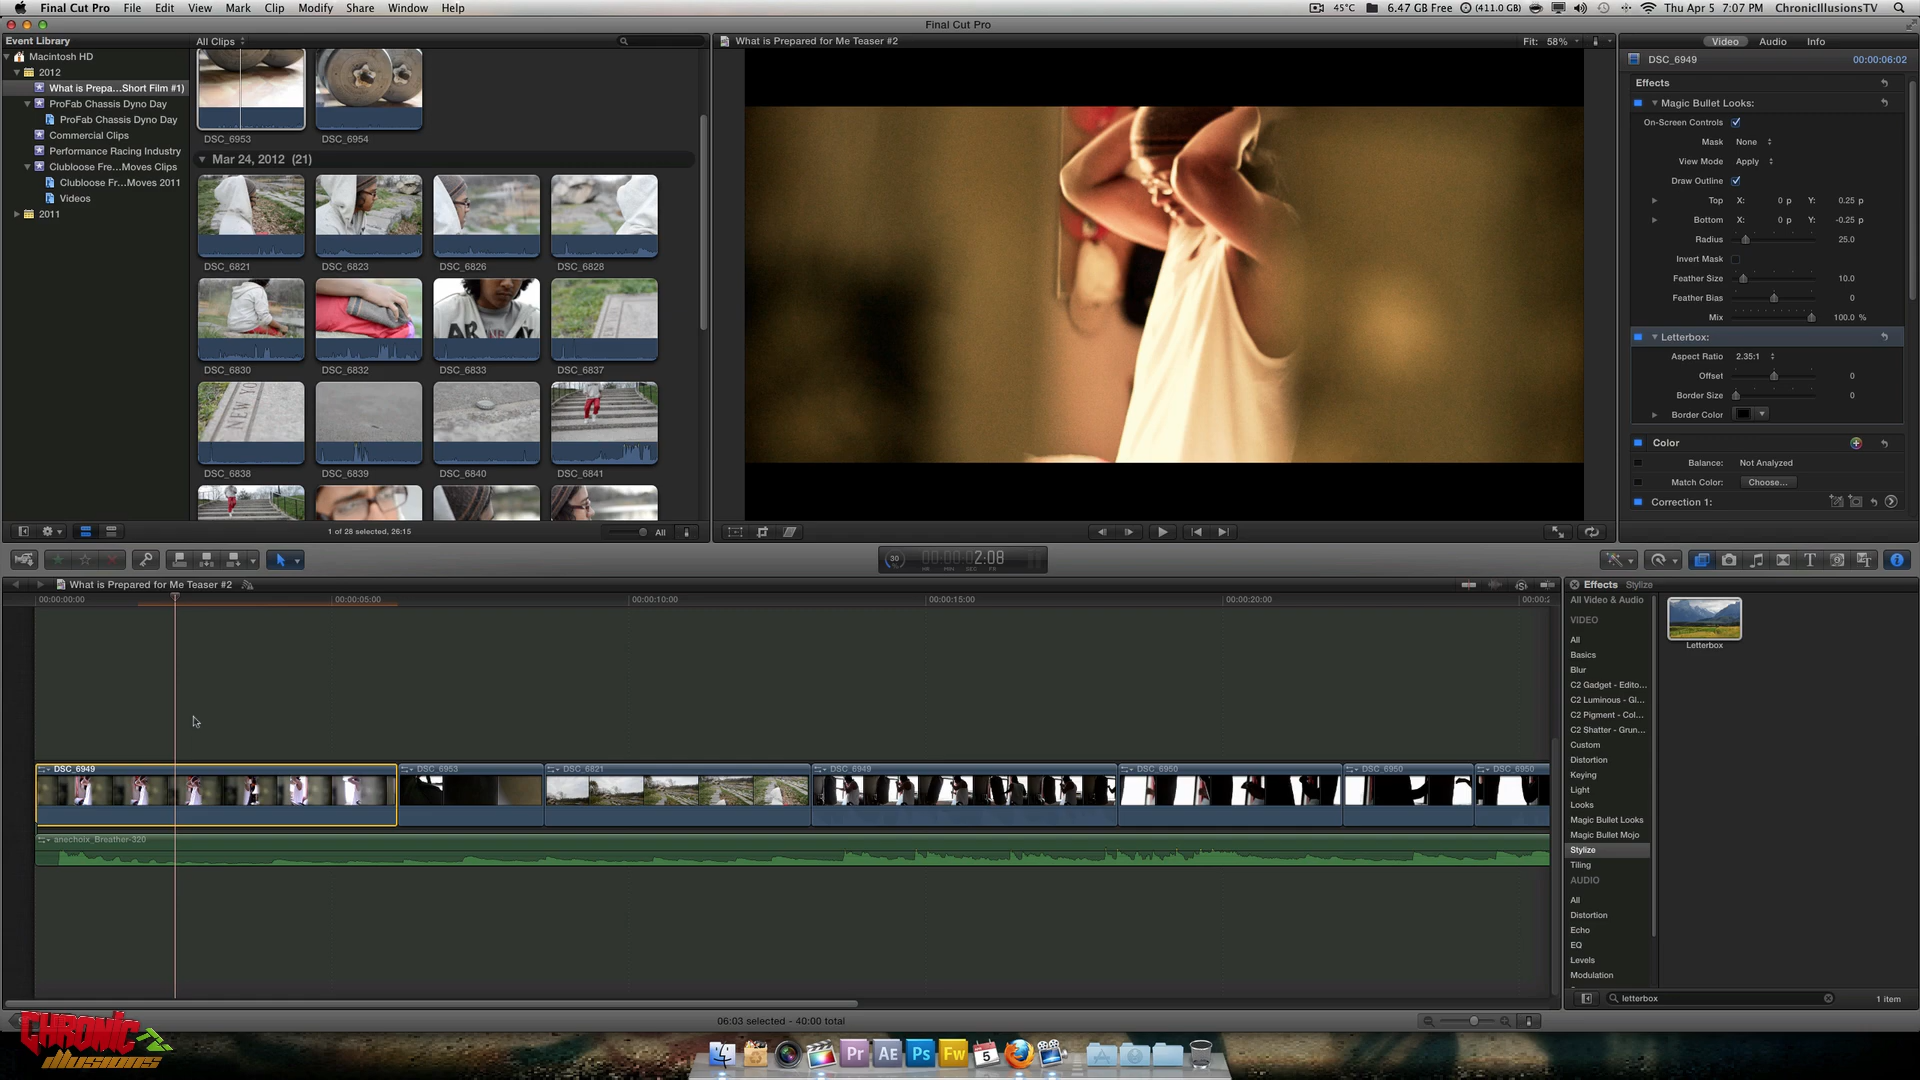 Final Cut Pro File Edit View Mark Clip Modify Share Window Help
45°C 6.47 GB Free (411.0 GB) Thu Apr 5 7:07 PM ChronicIllusionsTV
Final Cut Pro
Event Library
Macintosh HD
2012
What is Prepa...Short Film #1)
ProFab Chassis Dyno Day
ProFab Chassis Dyno Day
Commercial Clips
Performance Racing Industry
Clubloose Fre...Moves Clips
Clubloose Fr...Moves 2011
Videos
2011
All Clips
DSC_6953 DSC_6954
Mar 24, 2012 (21)
DSC_6821 DSC_6823 DSC_6826 DSC_6828
DSC_6830 DSC_6832 DSC_6833 DSC_6837
DSC_6838 DSC_6839 DSC_6840 DSC_6841
1 of 28 selected, 26:15
All
What is Prepared for Me Teaser #2
Fit: 58%
Video Audio Info
DSC_6949 00:00:06:02
Effects
Magic Bullet Looks:
On-Screen Controls
Mask None
View Mode Apply
Draw Outline
Top X: 0 p Y: 0.25 p
Bottom X: 0 p Y: -0.25 p
Radius 25.0
Invert Mask
Feather Size 10.0
Feather Bias 0
Mix 100.0 %
Letterbox:
Aspect Ratio 2.35:1
Offset 0
Border Size 0
Border Color
Color
Balance: Not Analyzed
Match Color: Choose...
Correction 1:
30 00:00:02:08
HR MIN SEC FR
What is Prepared for Me Teaser #2
00:00:00:00 00:00:05:00 00:00:10:00 00:00:15:00 00:00:20:00
DSC_6949 DSC_6953 DSC_6821 DSC_6949 DSC_6950 DSC_6950 DSC_6950
anechoix_Breather-320
Effects Stylize
All Video & Audio
VIDEO
All
Basics
Blur
C2 Gadget - Edito...
C2 Luminous - Gl...
C2 Pigment - Col...
C2 Shatter - Grun...
Custom
Distortion
Keying
Light
Looks
Magic Bullet Looks
Magic Bullet Mojo
Stylize
Tiling
AUDIO
All
Distortion
Echo
EQ
Levels
Modulation
Letterbox
letterbox
1 item
06:03 selected - 40:00 total
CHRONIC
illusions
Pr AE Ps Fw 5